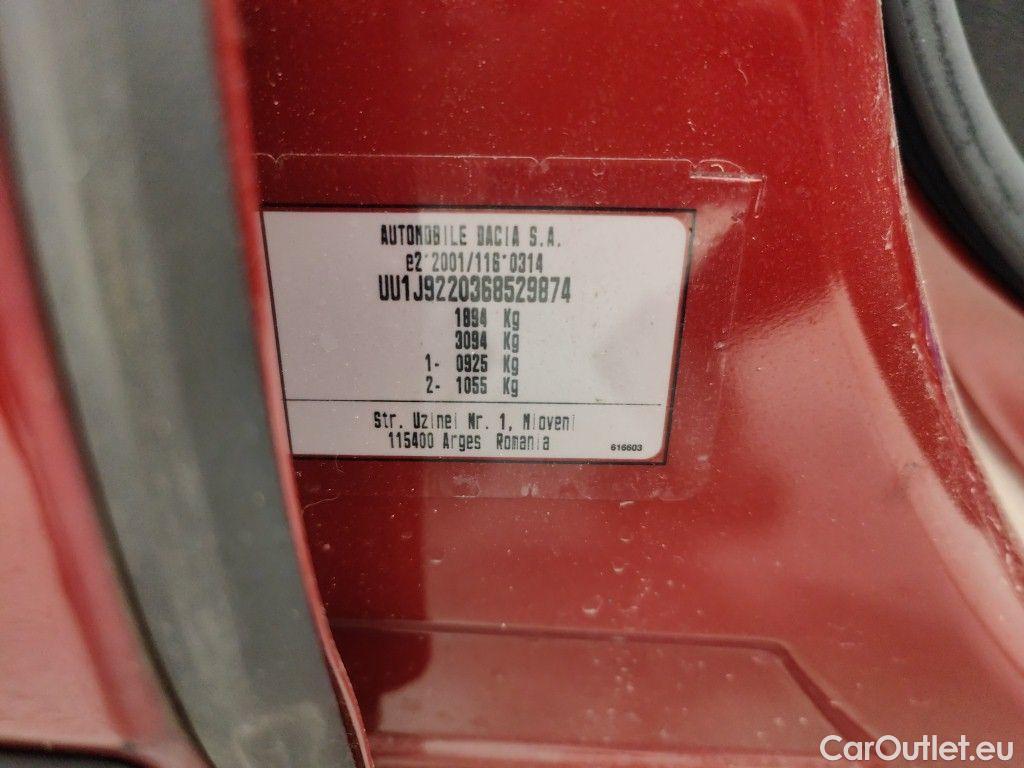 AUTOMOBILE DACIA S.A.
e2*2001/116*0314
UU1J9220368529874
1894 Kg
3094 Kg
1- 0925 Kg
2- 1055 Kg
Str. Uzinei Nr. 1, Mioveni
115400 Arges Romania
616603
CarOutlet.eu